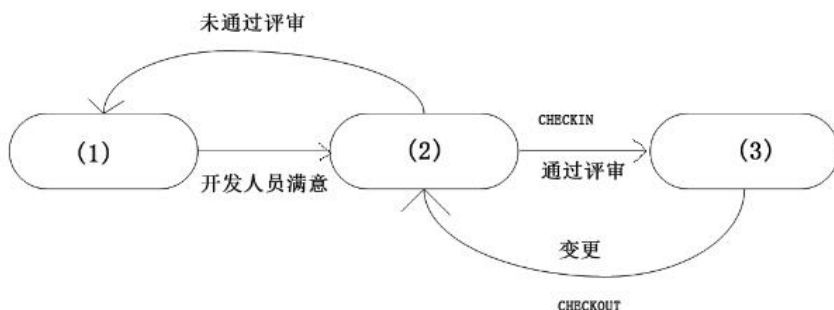 未通过评审
(1)
开发人员满意
(2)
CHECKIN
通过评审
(3)
变更
CHECKOUT